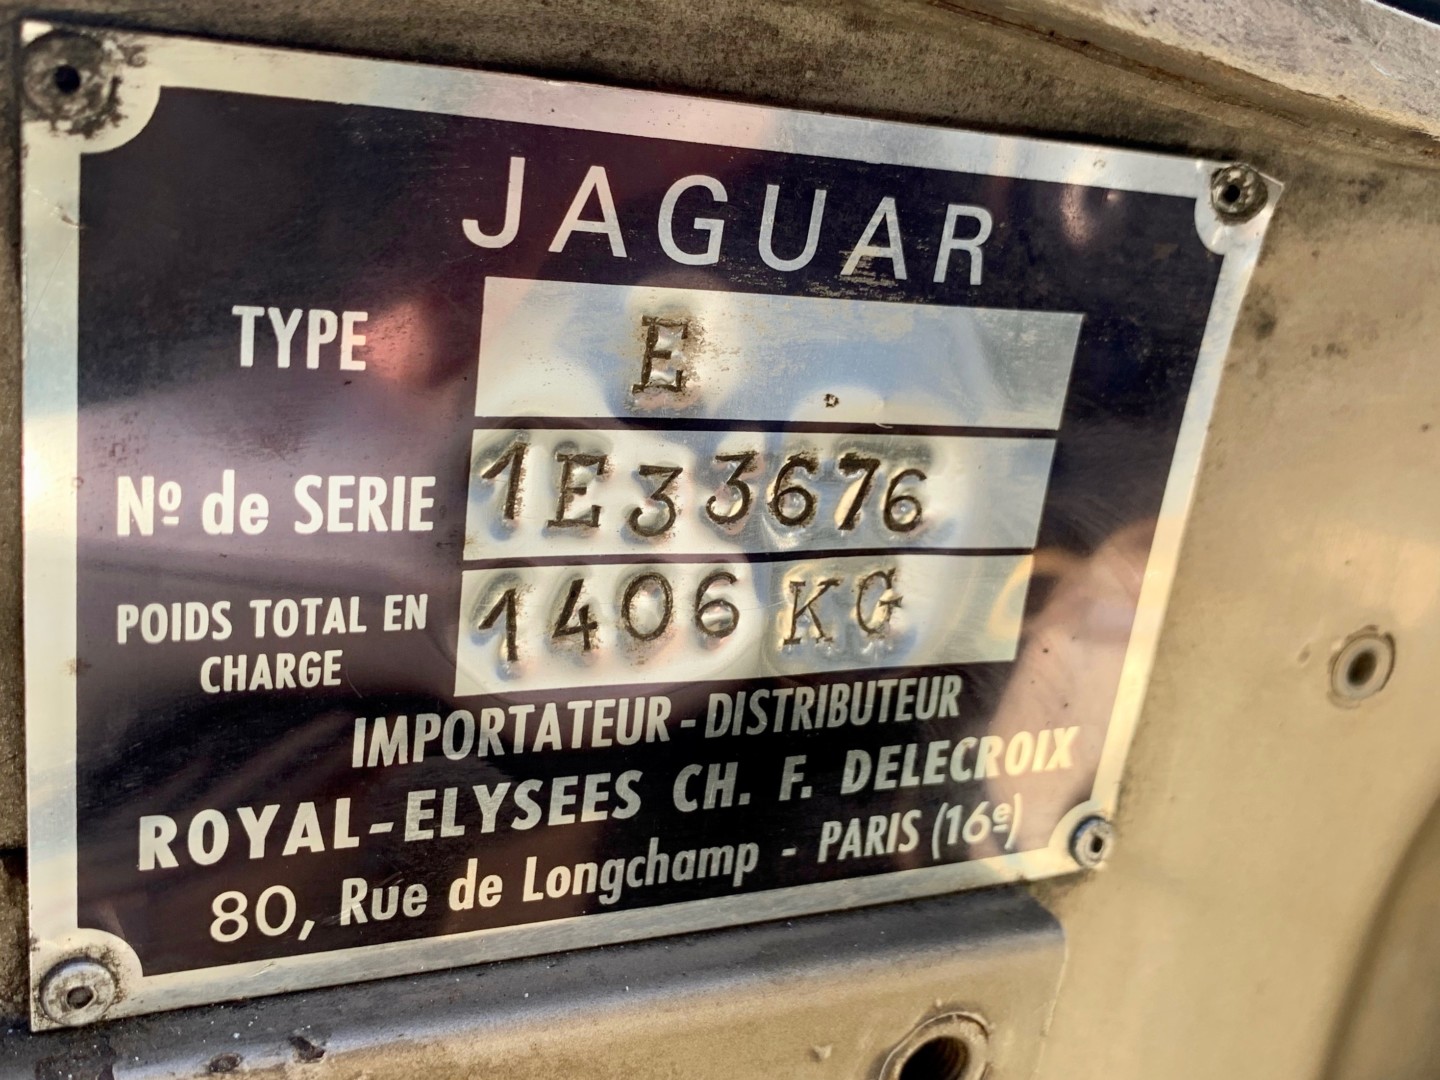 JAGUAR
TYPE E
Nº de SERIE 1E33676
POIDS TOTAL EN
CHARGE 1406 KG
IMPORTATEUR - DISTRIBUTEUR
ROYAL-ELYSEES CH. F. DELECROIX
80, Rue de Longchamp - PARIS (16e)